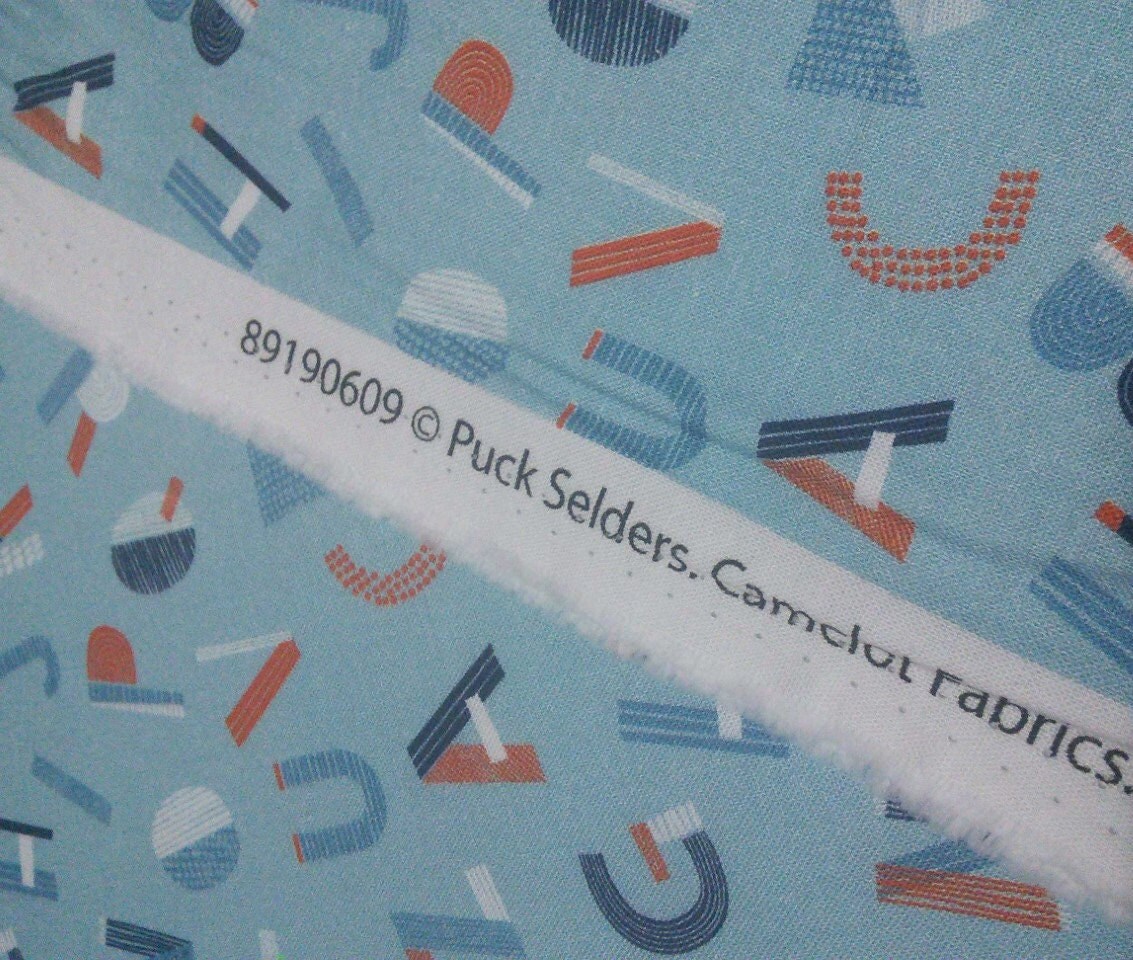 89190609 © Puck Selders. Camelot Fabrics.